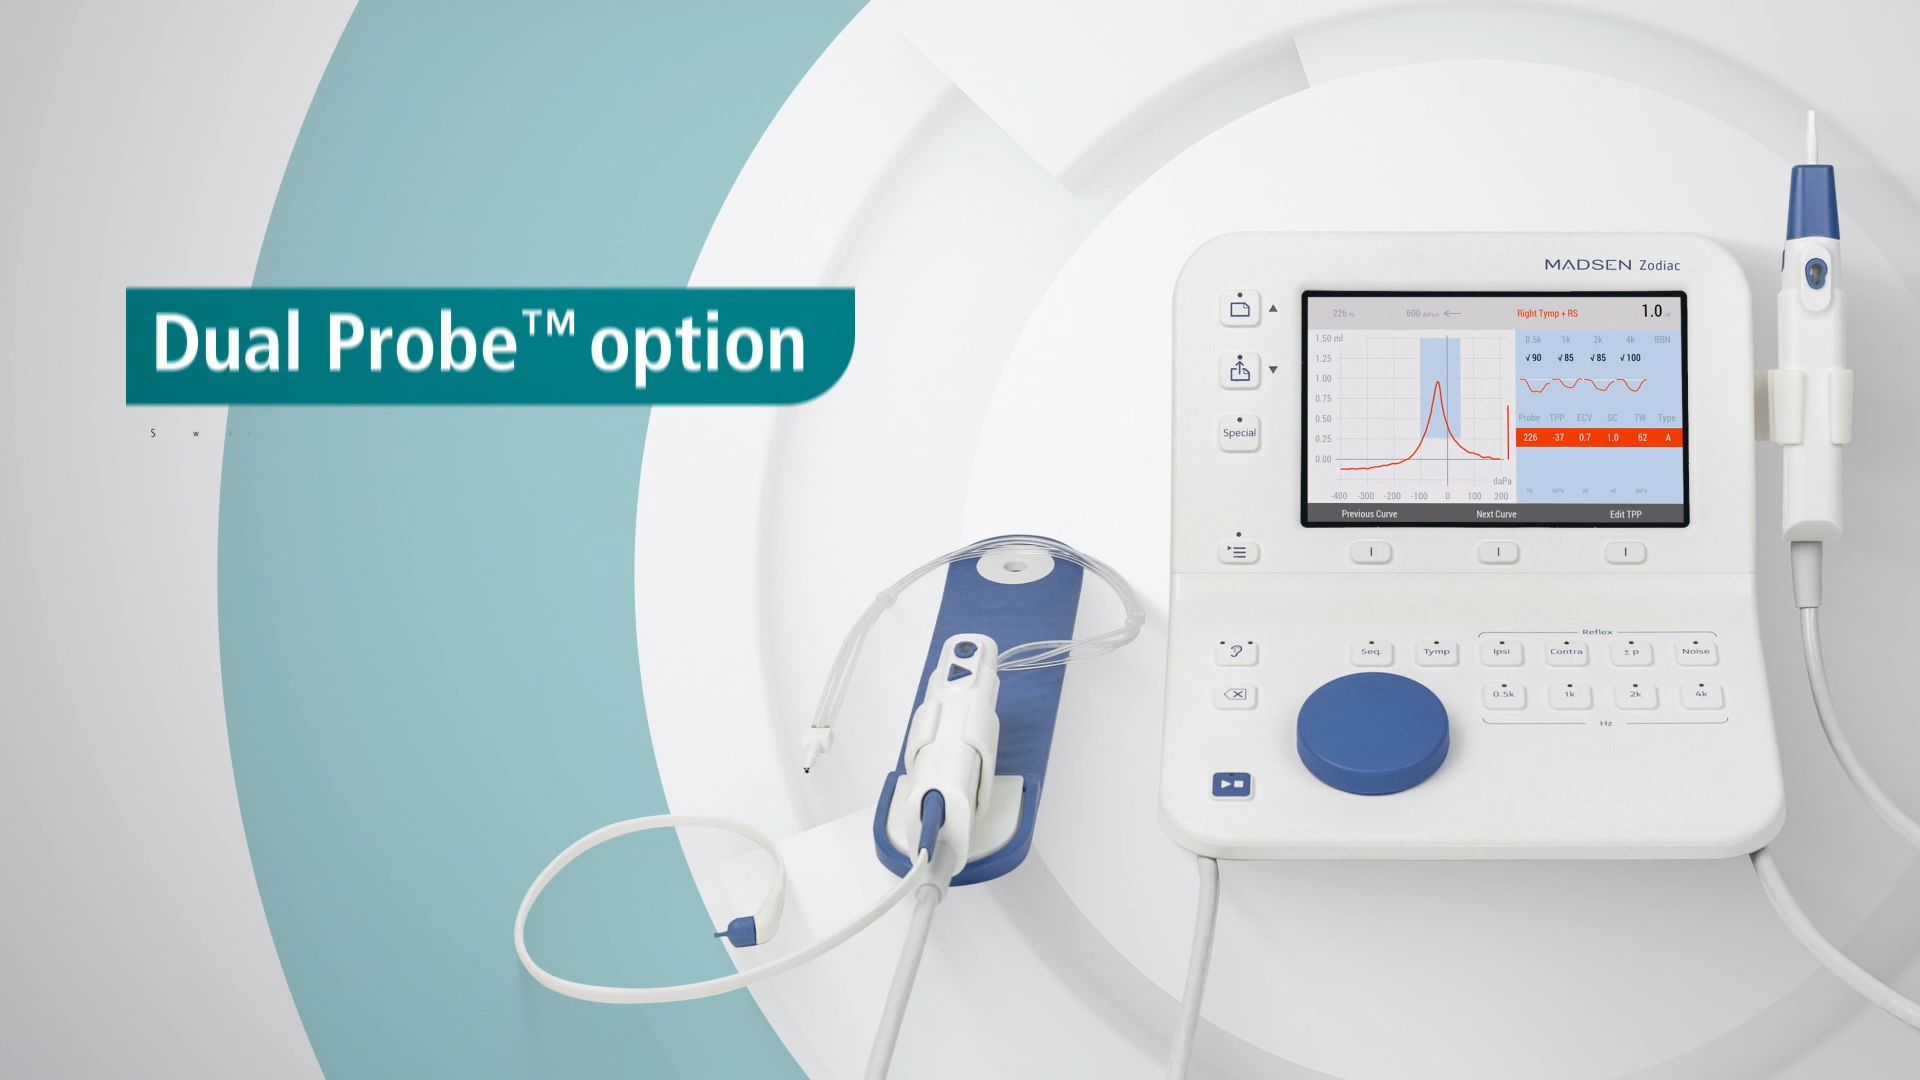 Dual Probe™ option
MADSEN Zodiac
226 Hz 600 daPa/s Right Tymp + RS 1.0
1.50 ml
1.25
1.00
0.75
0.50
0.25
0.00
daPa
-400 -300 -200 -100 0 100 200
0.5k 1k 2k 4k BBN
√ 90 √ 85 √ 85 √ 100
Probe TPP ECV SC TW Type
226 -37 0.7 1.0 62 A
Previous Curve Next Curve Edit TPP
Special
Reflex
Seq. Tymp Ipsi Contra ± p Noise
0.5k 1k 2k 4k
Hz